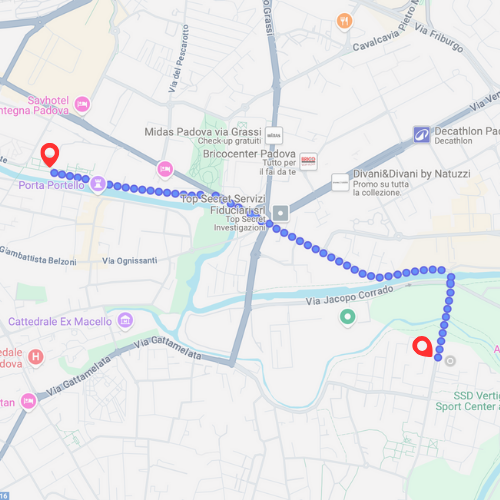 o Grassi
Cavalcavia Pietro M
Via Friburgo
Via del Pescarotto
Via Ven
Savhotel
ntegna Padova
Midas Padova via Grassi
Check-up gratuiti
Decathlon Pad
Decathlon
Bricocenter Padova
Tutto per
il fai da te
Divani&Divani by Natuzzi
Promo su tutta
la collezione.
Porta Portello
Top Secret Servizi
Fiduciari srl
Top Secret
Investigazioni
Giambattista Belzoni
Via Ognissanti
Via Jacopo Corrado
Cattedrale Ex Macello
Via Gattamelata
edale
dova
Via Gattamelata
tan
A
SSD Vertig
Sport Center a
16